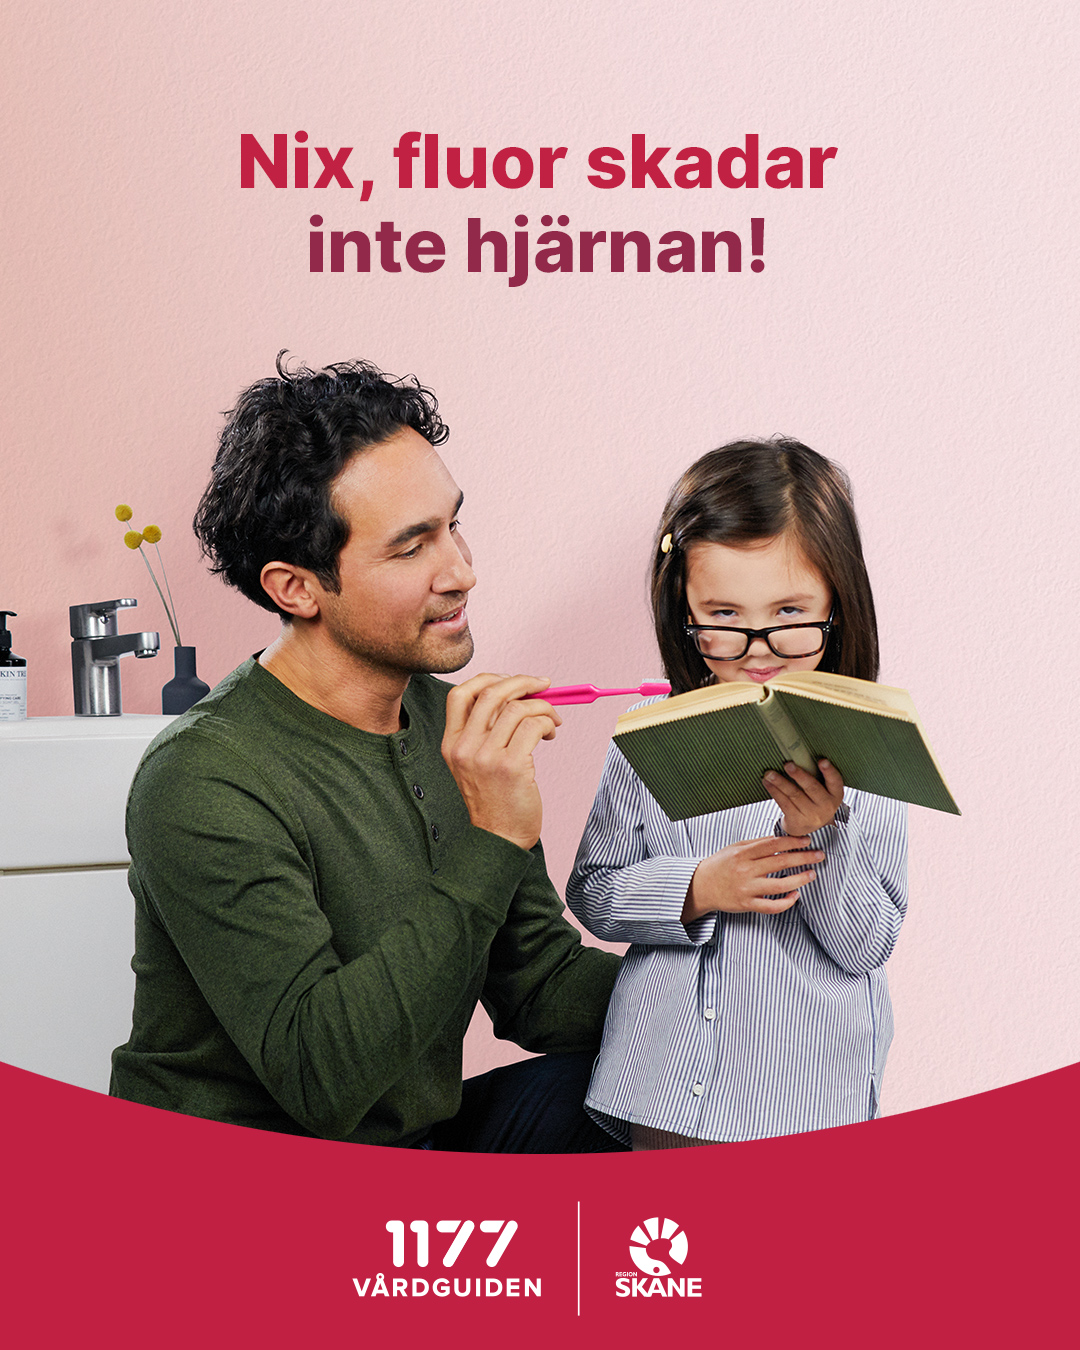 Nix, fluor skadar
inte hjärnan!
1177
VÅRDGUIDEN
REGION
SKÅNE